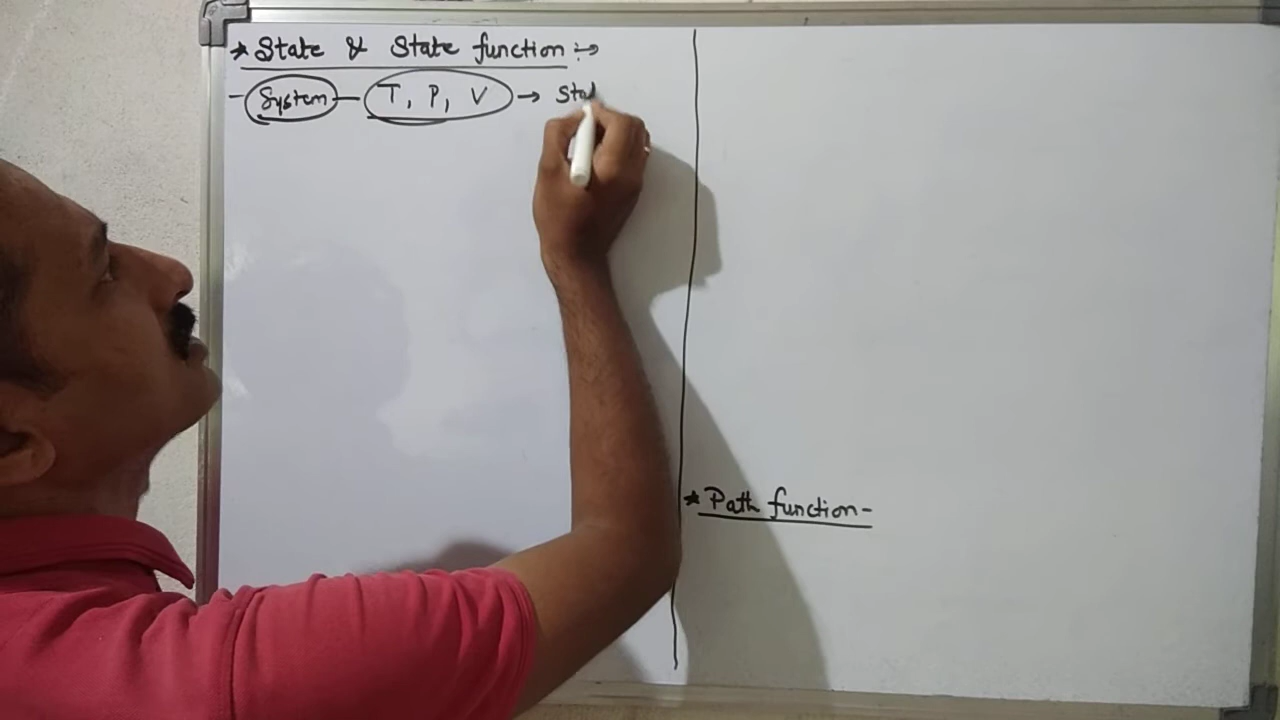 * State & State function :→
- System — T, P, V → Sta
* Path function -